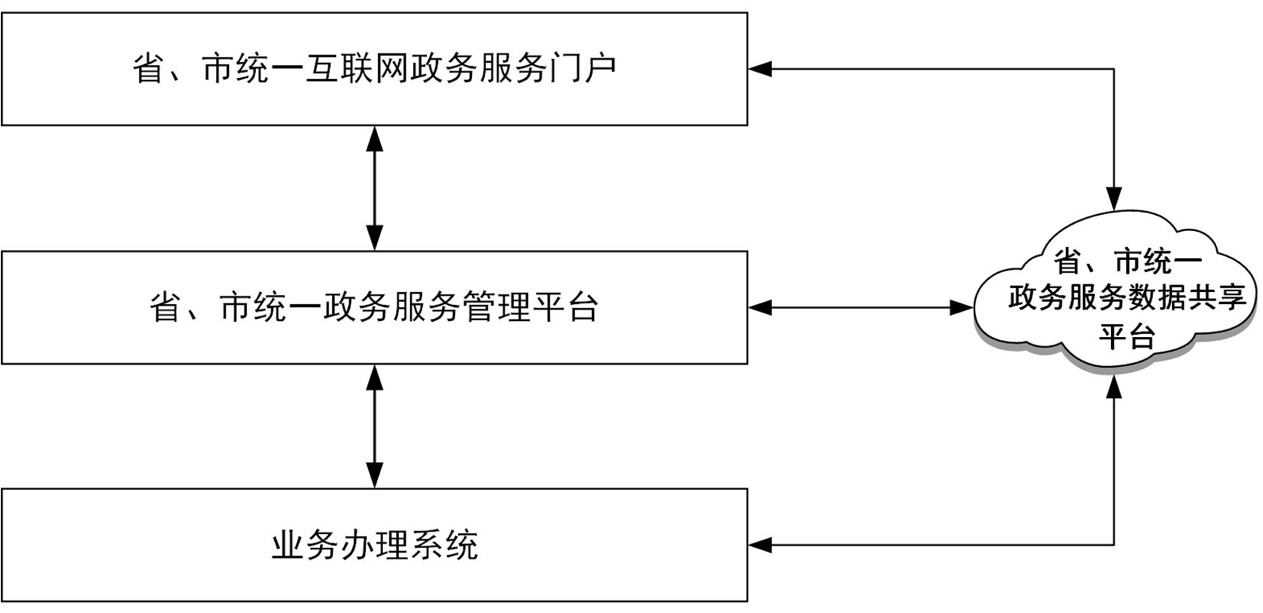 省、市统一互联网政务服务门户
省、市统一政务服务管理平台
业务办理系统
省、市统一
政务服务数据共享
平台